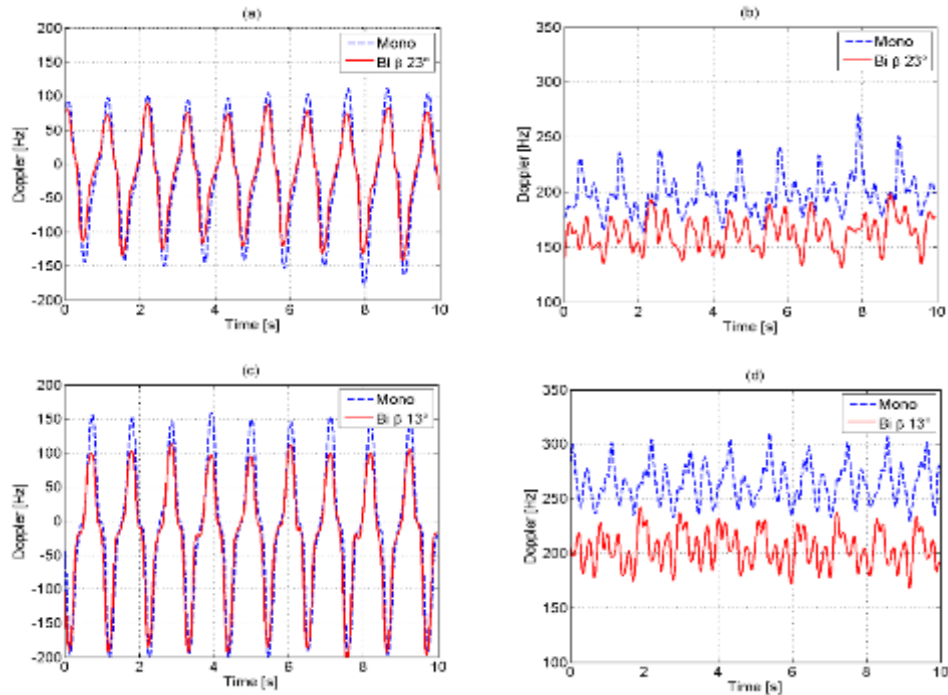 (a)
200
150
100
50
0
-50
-100
-150
-200
Doppler [Hz]
0 2 4 6 8 10
Time [s]
Mono
Bi β 23°
(b)
350
300
250
200
150
100
Doppler [Hz]
0 2 4 6 8 10
Time [s]
Mono
Bi β 23°
(c)
200
150
100
50
0
-50
-100
-150
-200
Doppler [Hz]
0 2 4 6 8 10
Time [s]
Mono
Bi β 13°
(d)
350
300
250
200
150
100
Doppler [Hz]
0 2 4 6 8 10
Time [s]
Mono
Bi β 13°